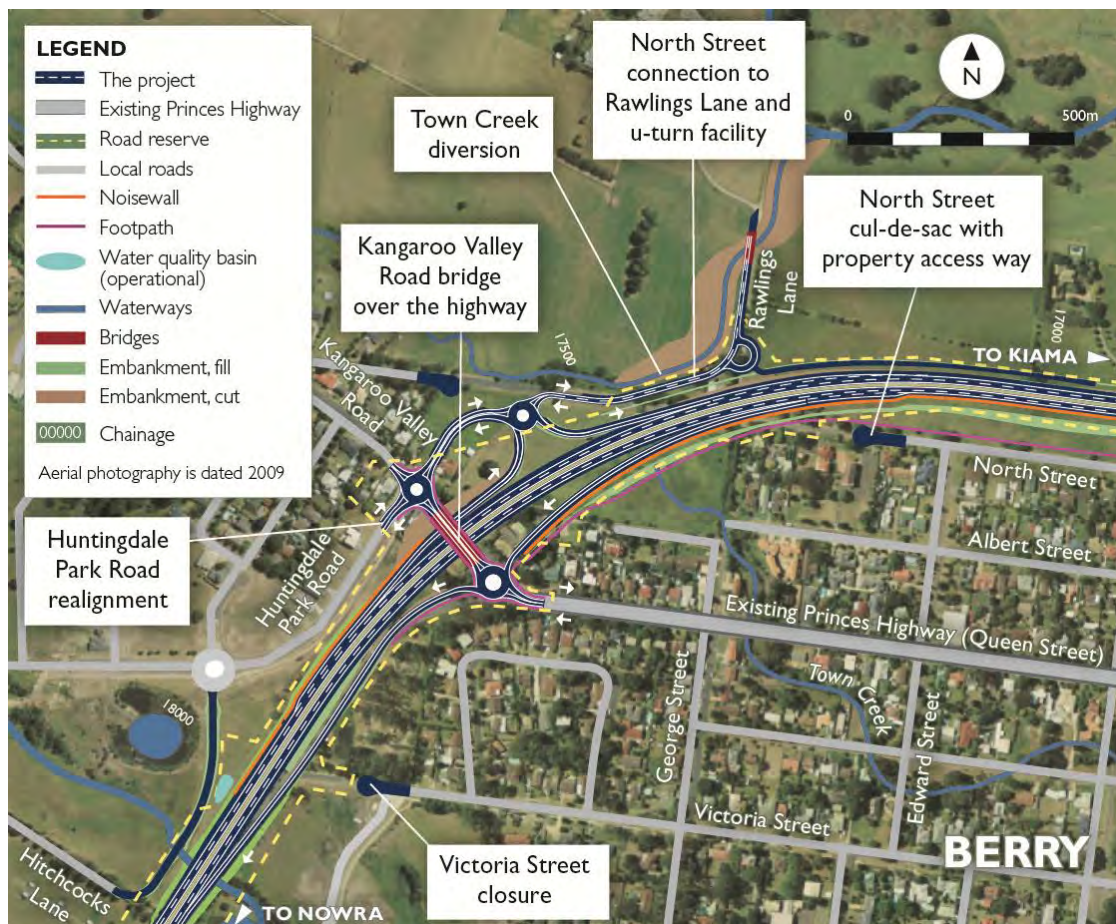 LEGEND
The project
Existing Princes Highway
Road reserve
Local roads
Noisewall
Footpath
Water quality basin
(operational)
Waterways
Bridges
Embankment, fill
Embankment, cut
00000 Chainage
Aerial photography is dated 2009
North Street
connection to
Rawlings Lane and
u-turn facility
N
0 500m
Town Creek
diversion
North Street
cul-de-sac with
property access way
Kangaroo Valley
Road bridge
over the highway
Rawlings
Lane
17000
17500
TO KIAMA
Kangaroo Valley
Road
North Street
Albert Street
Huntingdale
Park Road
realignment
Huntingdale
Park Road
Existing Princes Highway (Queen Street)
George Street
Town Creek
Edward Street
18000
Victoria Street
BERRY
Hitchcocks
Lane
Victoria Street
closure
TO NOWRA